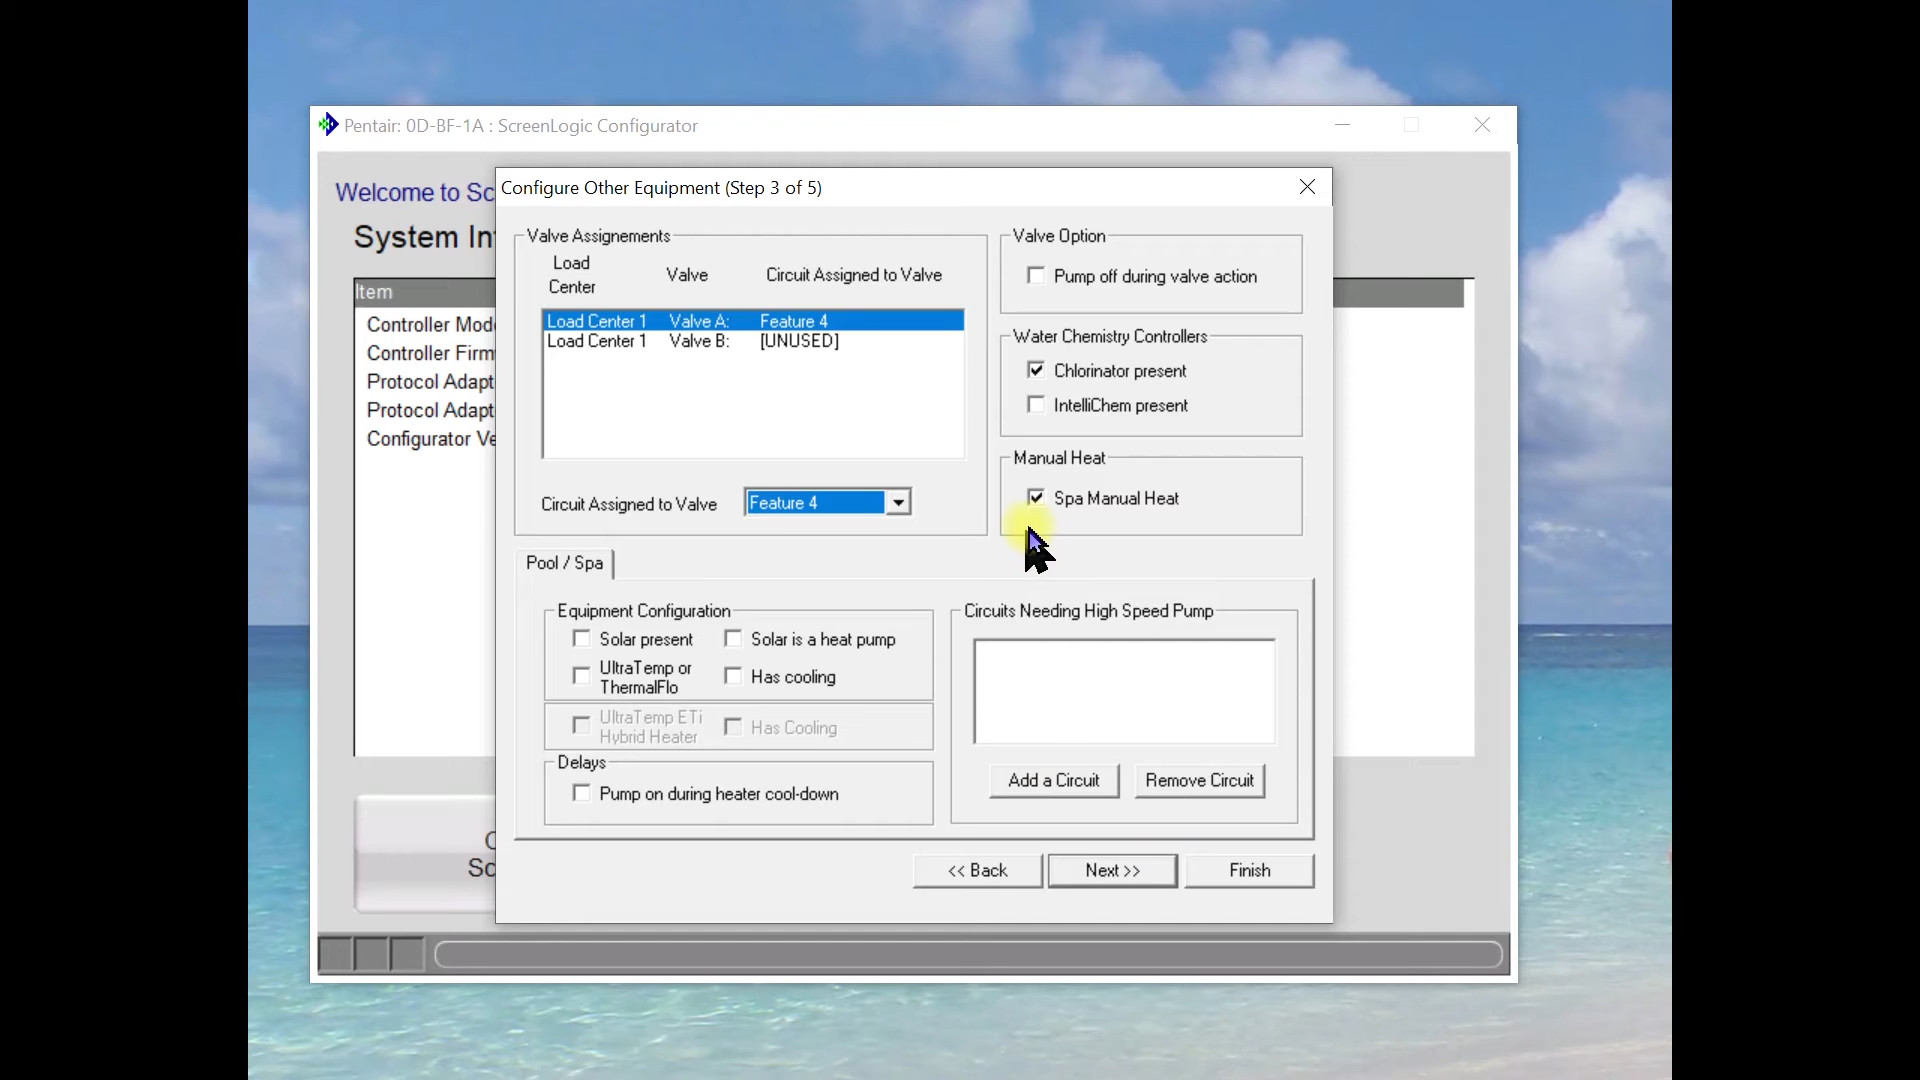 Pentair: 0D-BF-1A : ScreenLogic Configurator
Welcome to Sc
System In
Item
Controller Mod
Controller Firm
Protocol Adapt
Protocol Adapt
Configurator Ve
Configure Other Equipment (Step 3 of 5)
Valve Assignements
Load Center
Valve
Circuit Assigned to Valve
Load Center 1 Valve A: Feature 4
Load Center 1 Valve B: [UNUSED]
Circuit Assigned to Valve
Feature 4
Valve Option
Pump off during valve action
Water Chemistry Controllers
Chlorinator present
IntelliChem present
Manual Heat
Spa Manual Heat
Pool / Spa
Equipment Configuration
Solar present
Solar is a heat pump
UltraTemp or
ThermalFlo
Has cooling
UltraTemp ETi
Hybrid Heater
Has Cooling
Delays
Pump on during heater cool-down
Circuits Needing High Speed Pump
Add a Circuit
Remove Circuit
<< Back
Next >>
Finish
Sc